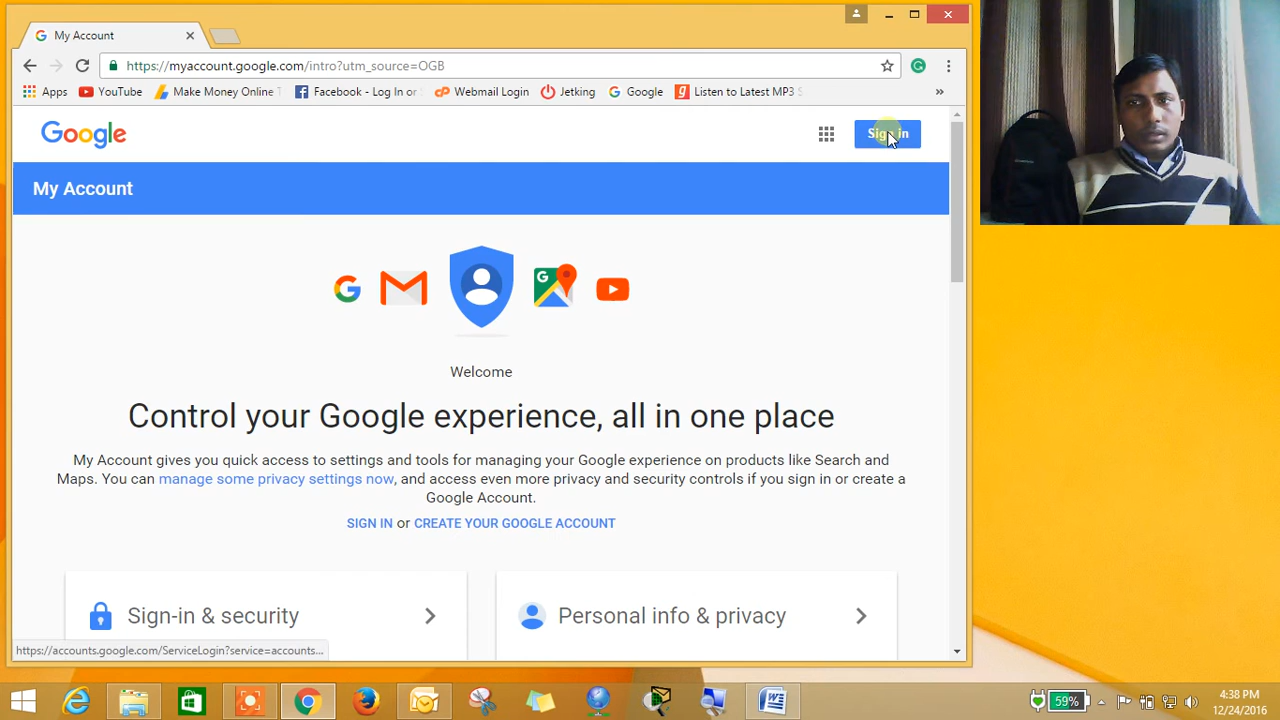 My Account
https://myaccount.google.com/intro?utm_source=OGB
Apps YouTube Make Money Online Facebook - Log In or Webmail Login Jetking Google Listen to Latest MP3 »
Google
Sign in
My Account
Welcome
Control your Google experience, all in one place
My Account gives you quick access to settings and tools for managing your Google experience on products like Search and
Maps. You can manage some privacy settings now, and access even more privacy and security controls if you sign in or create a
Google Account.
SIGN IN or CREATE YOUR GOOGLE ACCOUNT
Sign-in & security
Personal info & privacy
https://accounts.google.com/ServiceLogin?service=accounts...
59%
4:38 PM
12/24/2016